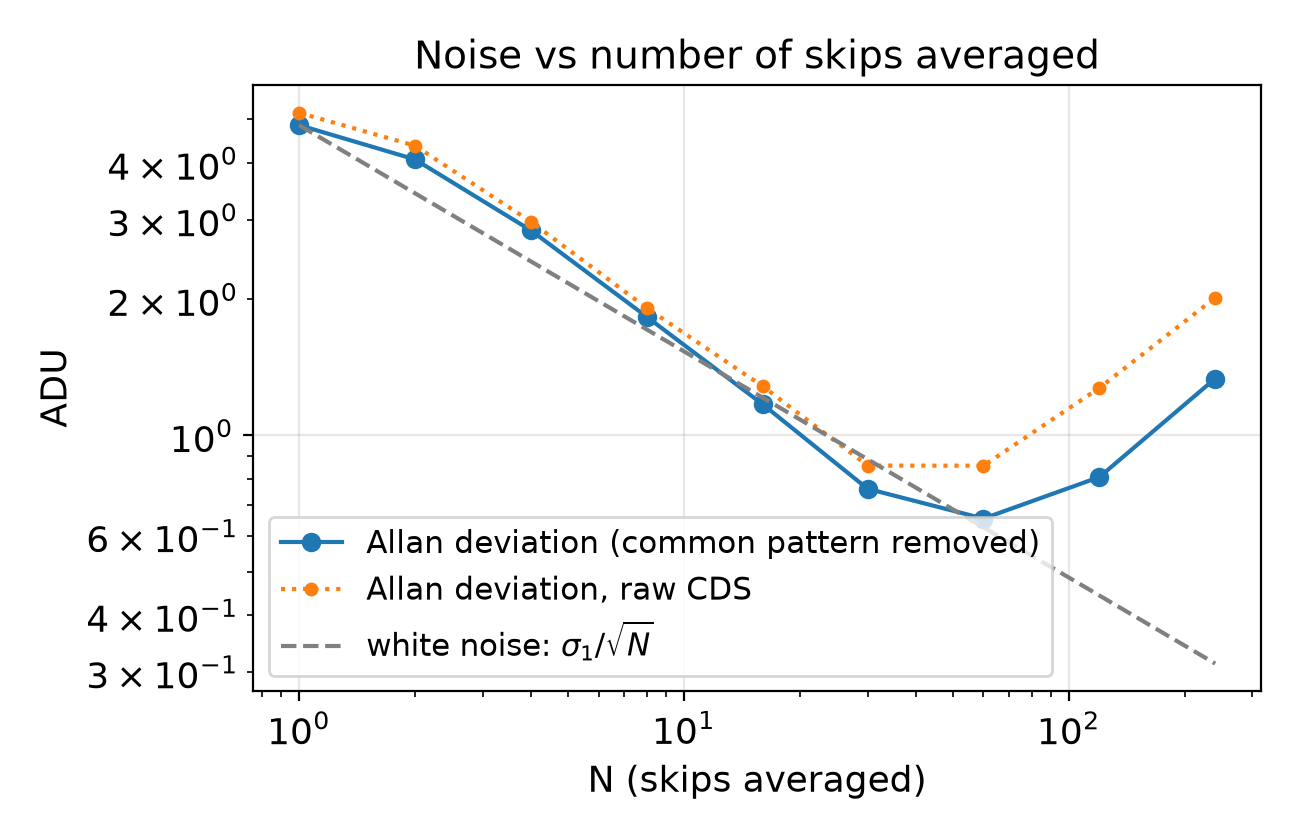 Noise vs number of skips averaged
ADU
4 × 10⁰
3 × 10⁰
2 × 10⁰
10⁰
6 × 10⁻¹
4 × 10⁻¹
3 × 10⁻¹
Allan deviation (common pattern removed)
Allan deviation, raw CDS
white noise: σ₁/√N
10⁰ 10¹ 10²
N (skips averaged)